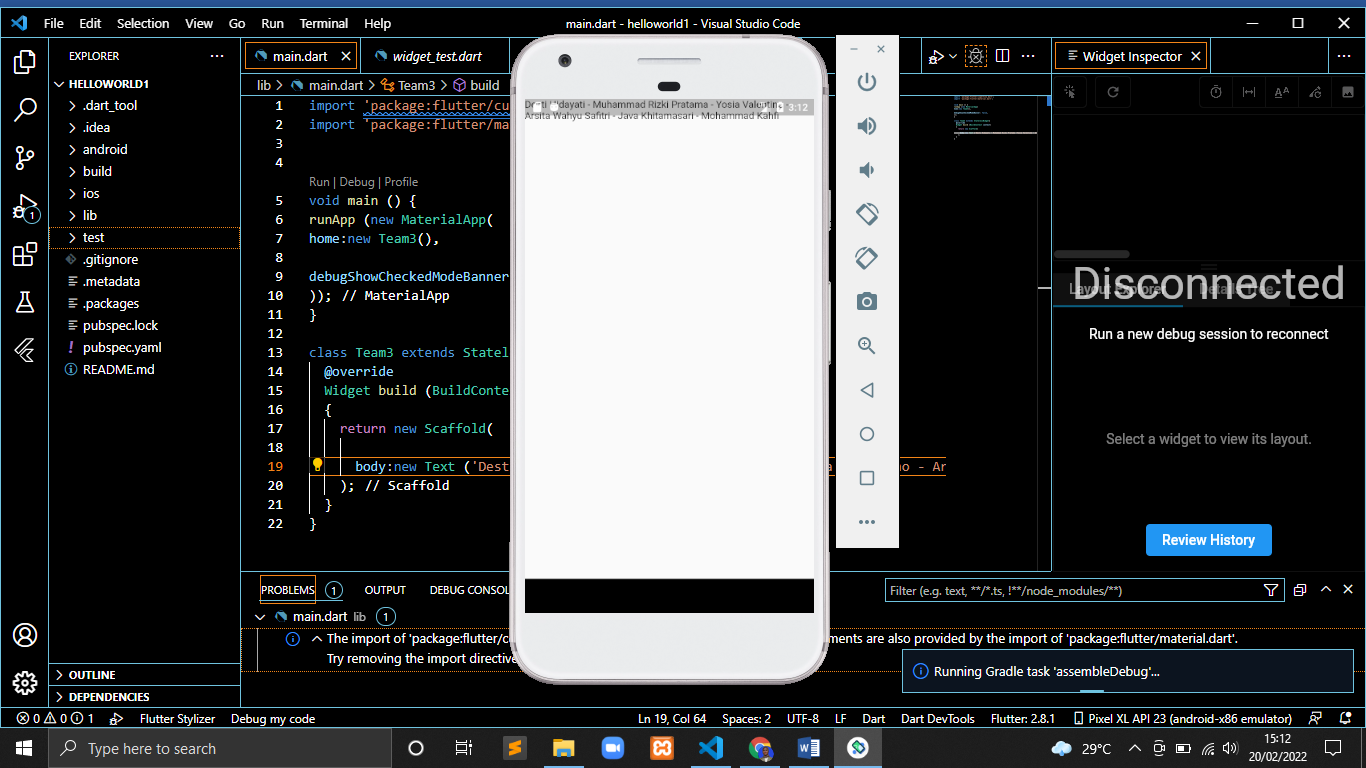 File Edit Selection View Go Run Terminal Help
main.dart - helloworld1 - Visual Studio Code
EXPLORER
HELLOWORLD1
.dart_tool
.idea
android
build
ios
lib
test
.gitignore
.metadata
.packages
pubspec.lock
pubspec.yaml
README.md
OUTLINE
DEPENDENCIES
1
main.dart
widget_test.dart
lib > main.dart > Team3 > build
1 import 'package:flutter/cu
2 import 'package:flutter/ma
3
4
Run | Debug | Profile
5 void main () {
6 runApp (new MaterialApp(
7 home:new Team3(),
8
9 debugShowCheckedModeBanner
10 )); // MaterialApp
11 }
12
13 class Team3 extends Statel
14 @override
15 Widget build (BuildConte
16 {
17 return new Scaffold(
18
19 body:new Text ('Dest
no - Ar
20 ); // Scaffold
21 }
22 }
3:12
Hidayati - Muhammad Rizki Pratama - Yosia
Arsita Wahyu Safitri - Java Khitamasari - Mohammad Kahfi
Widget Inspector
Disconnected
Run a new debug session to reconnect
Select a widget to view its layout.
Review History
PROBLEMS 1 OUTPUT DEBUG CONSOL
Filter (e.g. text, **/*.ts, !**/node_modules/**)
main.dart lib 1
The import of 'package:flutter/c
ments are also provided by the import of 'package:flutter/material.dart'.
Try removing the import directive
Running Gradle task 'assembleDebug'...
0 0 1 Flutter Stylizer Debug my code
Ln 19, Col 64 Spaces: 2 UTF-8 LF Dart Dart DevTools Flutter: 2.8.1 Pixel XL API 23 (android-x86 emulator)
Type here to search
29°C
15:12
20/02/2022